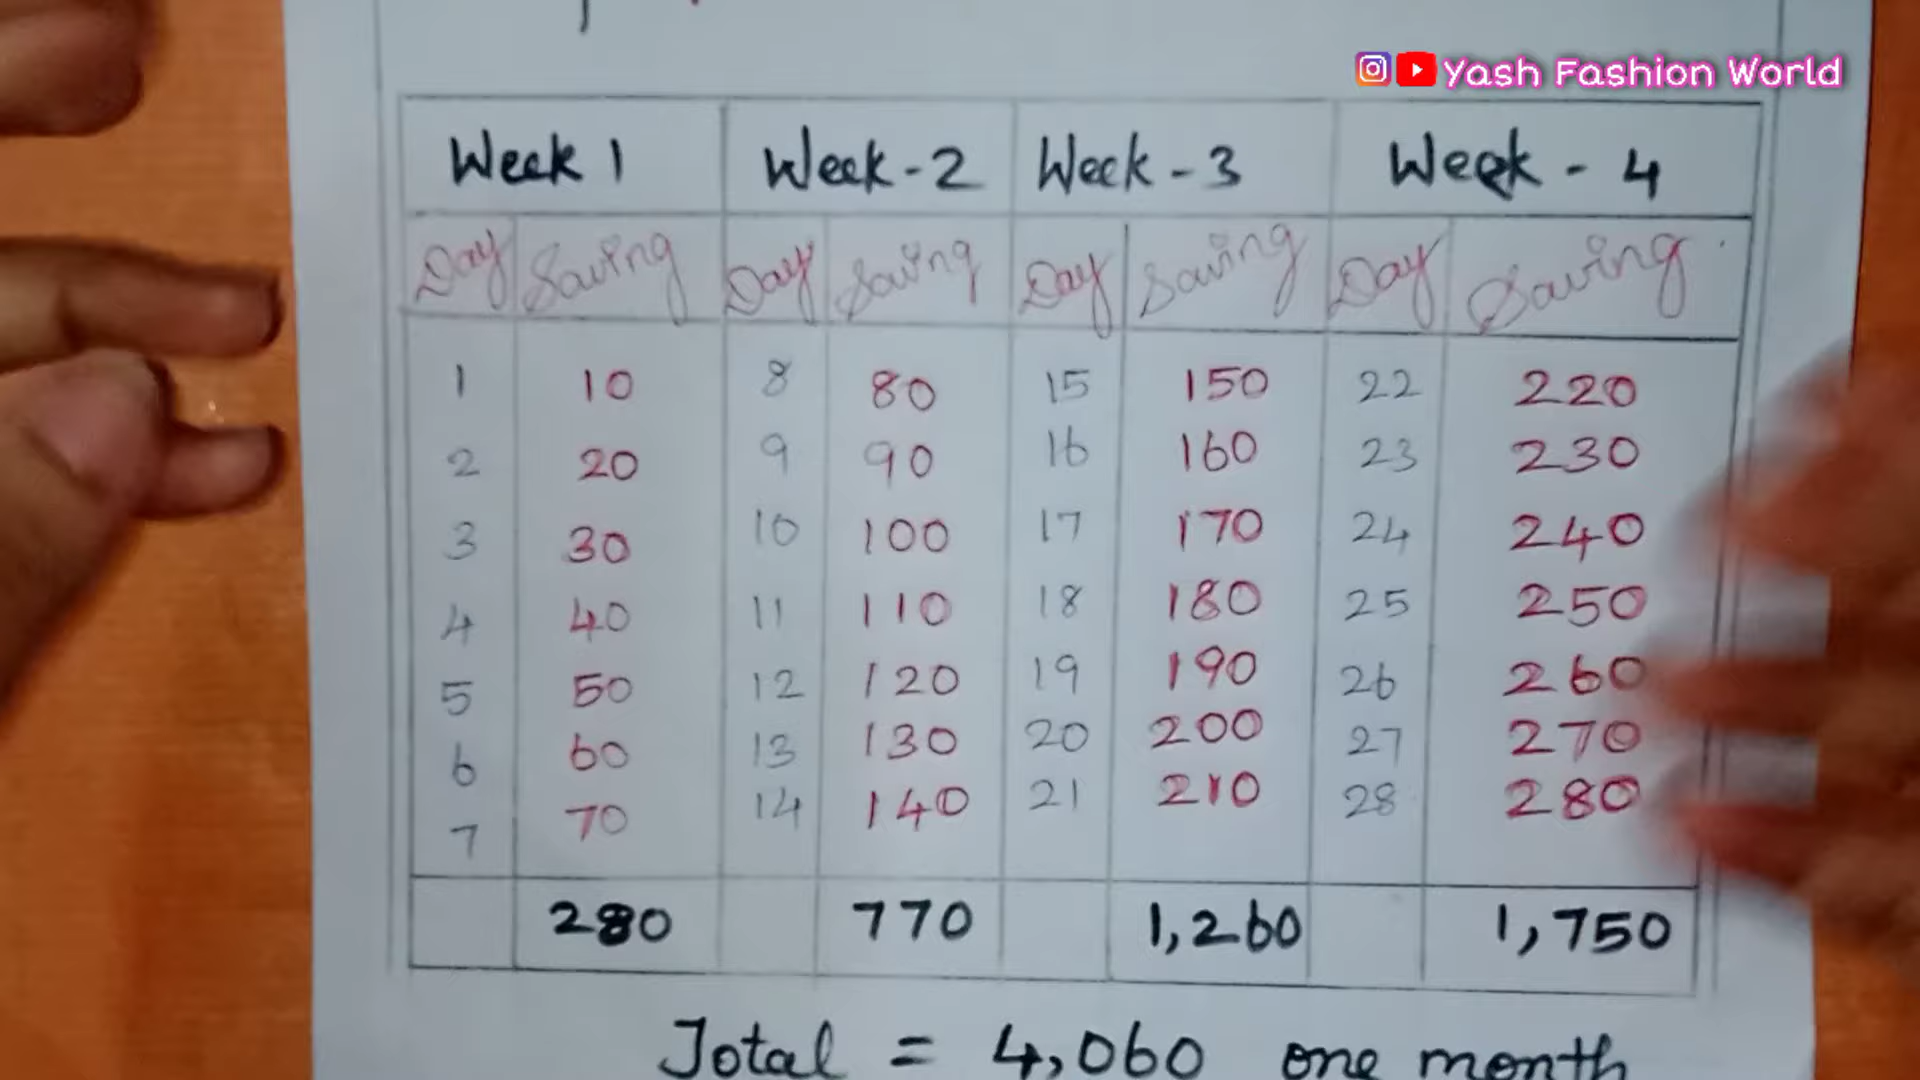 Yash Fashion World
Week 1 Week-2 Week-3 Week-4
Day Saving Day Saving Day Saving Day Saving
1 10 8 80 15 150 22 220
2 20 9 90 16 160 23 230
3 30 10 100 17 170 24 240
4 40 11 110 18 180 25 250
5 50 12 120 19 190 26 260
6 60 13 130 20 200 27 270
7 70 14 140 21 210 28 280
280 770 1,260 1,750
Total = 4,060 one month